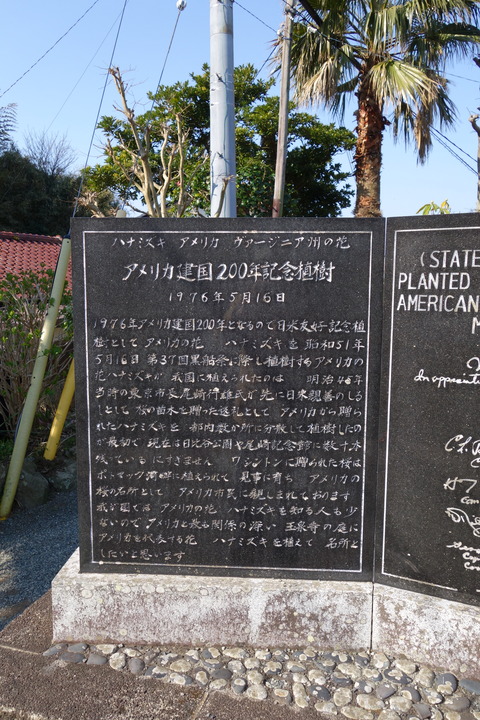 ハナミズキ アメリカ ヴァージニア州の花
アメリカ建国200年記念植樹
1976年5月16日
1976年アメリカ建国200年となるので日米友好記念植
樹として アメリカの花 ハナミズキを 昭和51年
5月16日 第37回黒船祭に際し植樹する アメリカの
花ハナミズキが 我国に植えられたのは 明治45年
当時の東京市長尾崎行雄氏が 先に日米親善のしる
しとして 桜の苗木を贈った返礼として アメリカから贈ら
れたハナミズキを 都内数か所に分散して植樹したの
が最初で 現在は日比谷公園や尾崎記念館に数十本
残っている にすぎません ワシントンに贈られた桜は
ポトマック河畔に植えられて 見事に育ち アメリカの
桜の名所として アメリカ市民に親しまれております
我が国では アメリカの花 ハナミズキを知る人も少
ないので アメリカと最も関係の深い 玉泉寺の庭に
アメリカを代表する花 ハナミズキを植えて 名所と
したいと思います
(STATE
PLANTED
AMERICAN
M
In appreci